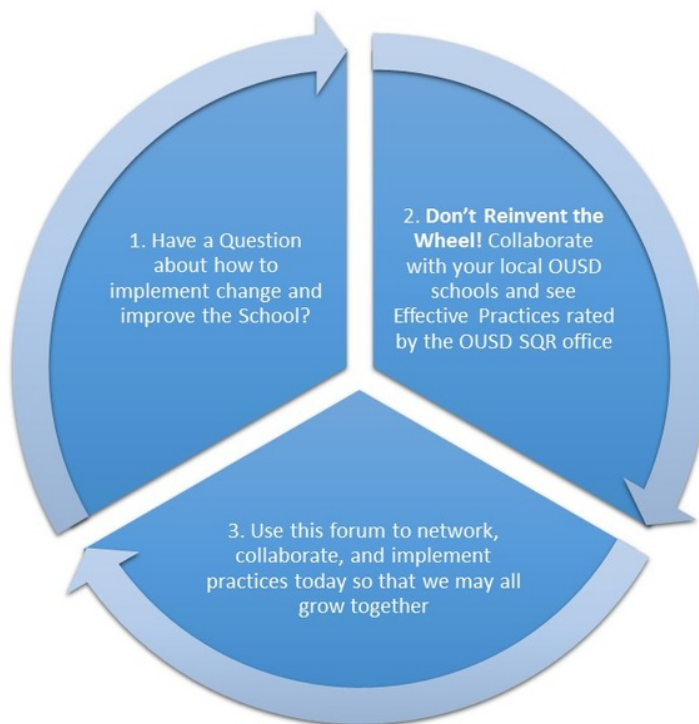 1. Have a Question
about how to
implement change and
improve the School?
2. Don’t Reinvent the
Wheel! Collaborate
with your local OUSD
schools and see
Effective Practices rated
by the OUSD SQR office
3. Use this forum to network,
collaborate, and implement
practices today so that we may all
grow together